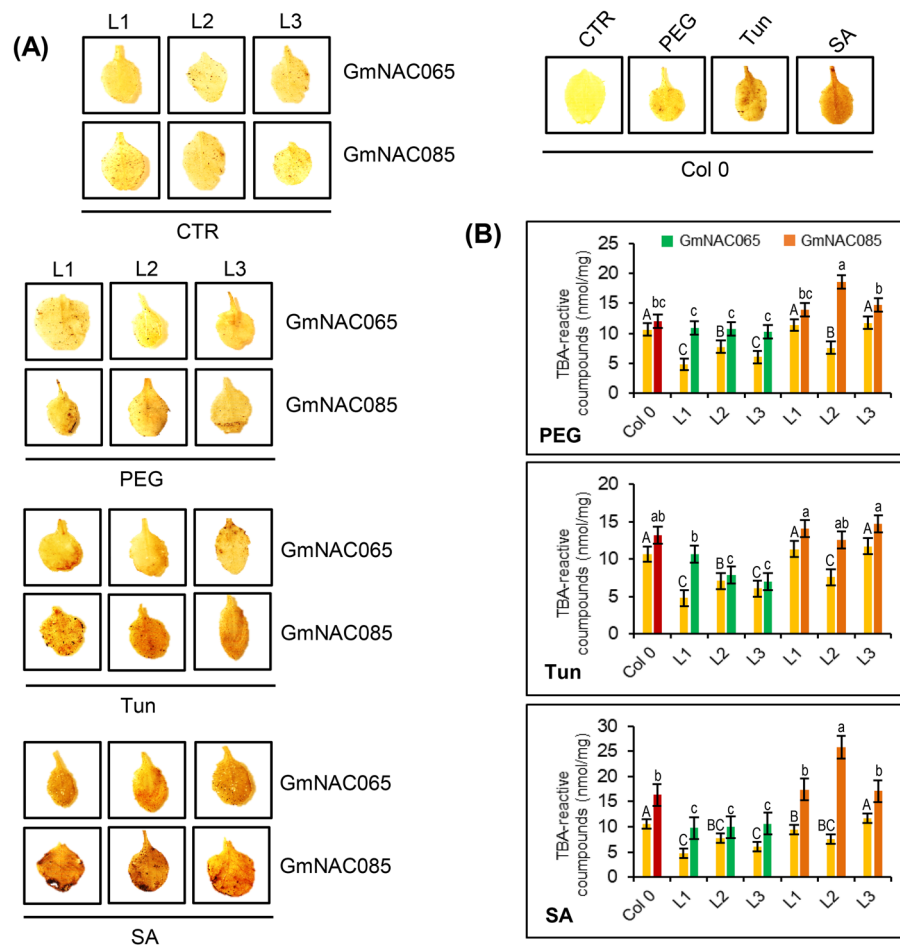 (A)
L1 L2 L3
GmNAC065
GmNAC085
CTR
CTR PEG Tun SA
Col 0
L1 L2 L3
GmNAC065
GmNAC085
PEG
GmNAC065
GmNAC085
Tun
GmNAC065
GmNAC085
SA
(B)
GmNAC065 GmNAC085
TBA-reactive
coumpounds (nmol/mg)
25
20
15
10
5
0
A bc C c B c C c A bc B a A b
Col 0 L1 L2 L3 L1 L2 L3
PEG
TBA-reactive
coumpounds (nmol/mg)
20
15
10
5
0
A ab C b B c C c A a C ab A a
Col 0 L1 L2 L3 L1 L2 L3
Tun
TBA-reactive
coumpounds (nmol/mg)
30
25
20
15
10
5
0
A b C c BC c C c B b BC a A b
Col 0 L1 L2 L3 L1 L2 L3
SA